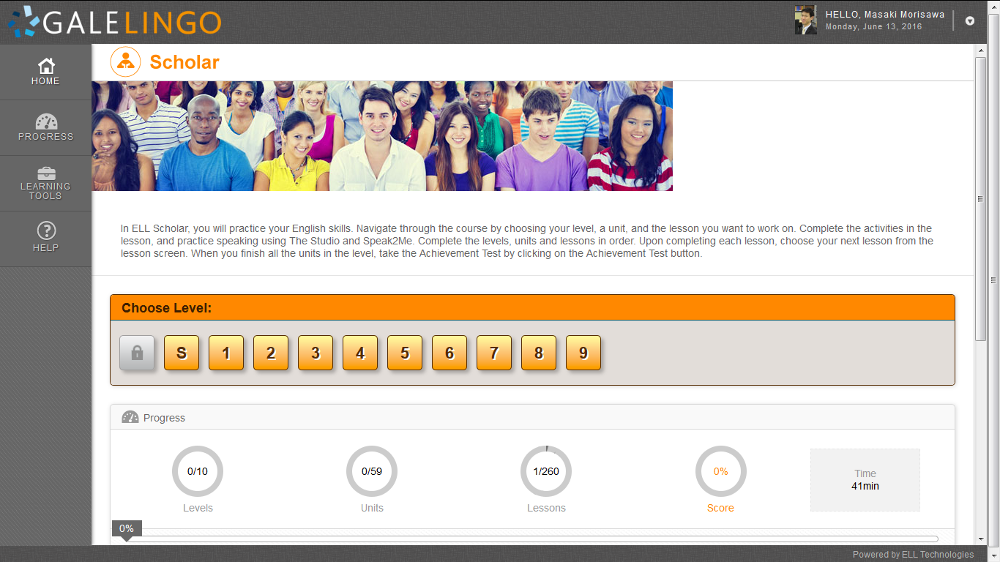 GALELINGO
HELLO, Masaki Morisawa
Monday, June 13, 2016
HOME
PROGRESS
LEARNING
TOOLS
HELP
Scholar
In ELL Scholar, you will practice your English skills. Navigate through the course by choosing your level, a unit, and the lesson you want to work on. Complete the activities in the
lesson, and practice speaking using The Studio and Speak2Me. Complete the levels, units and lessons in order. Upon completing each lesson, choose your next lesson from the
lesson screen. When you finish all the units in the level, take the Achievement Test by clicking on the Achievement Test button.
Choose Level:
S 1 2 3 4 5 6 7 8 9
Progress
0/10 0/59 1/260 0% Time
41min
Levels Units Lessons Score
0%
Powered by ELL Technologies